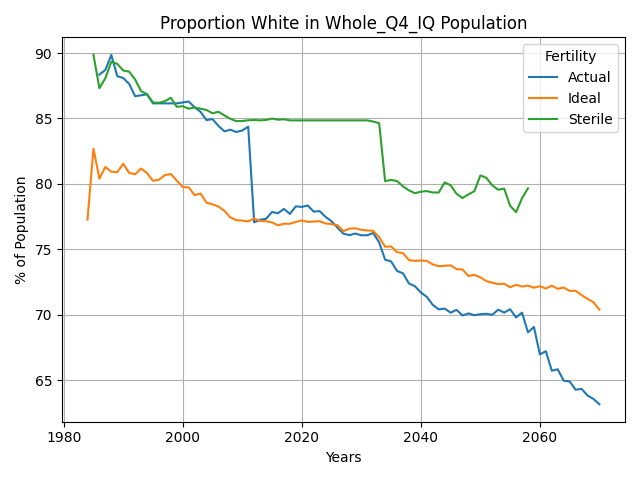 Proportion White in Whole_Q4_IQ Population
% of Population
90
85
80
75
70
65
Fertility
Actual
Ideal
Sterile
1980
2000
2020
2040
2060
Years